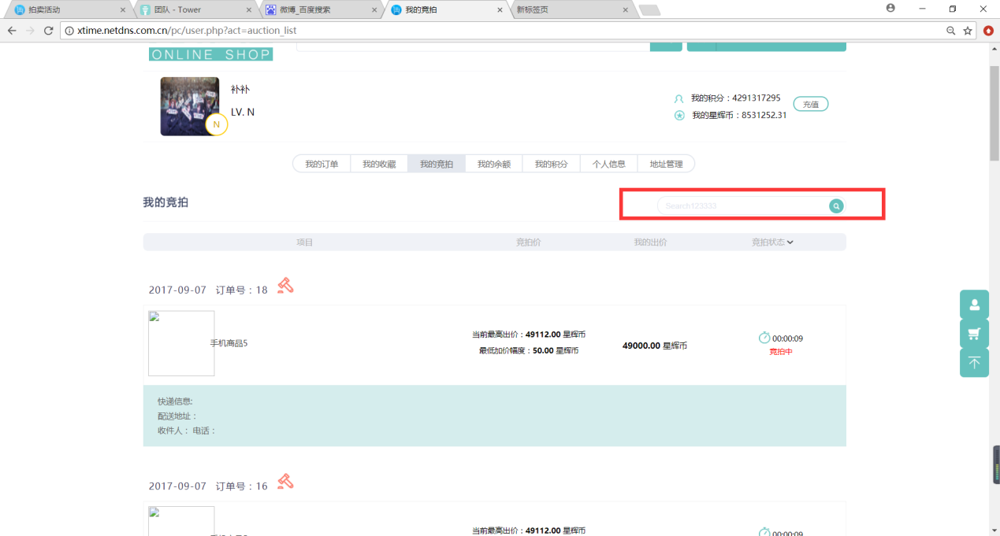 拍卖活动
团队 - Tower
微博_百度搜索
我的竞拍
新标签页
xtime.netdns.com.cn/pc/user.php?act=auction_list
ONLINE SHOP
补补
LV. N
N
我的积分：4291317295
我的星辉币：8531252.31
充值
我的订单
我的收藏
我的竞拍
我的余额
我的积分
个人信息
地址管理
我的竞拍
Search123333
项目
竞拍价
我的出价
竞拍状态
2017-09-07 订单号：18
手机商品5
当前最高出价：49112.00 星辉币
最低加价幅度：50.00 星辉币
49000.00 星辉币
00:00:09
竞拍中
快递信息:
配送地址：
收件人： 电话：
2017-09-07 订单号：16
当前最高出价：49112.00 星辉币
00:00:09